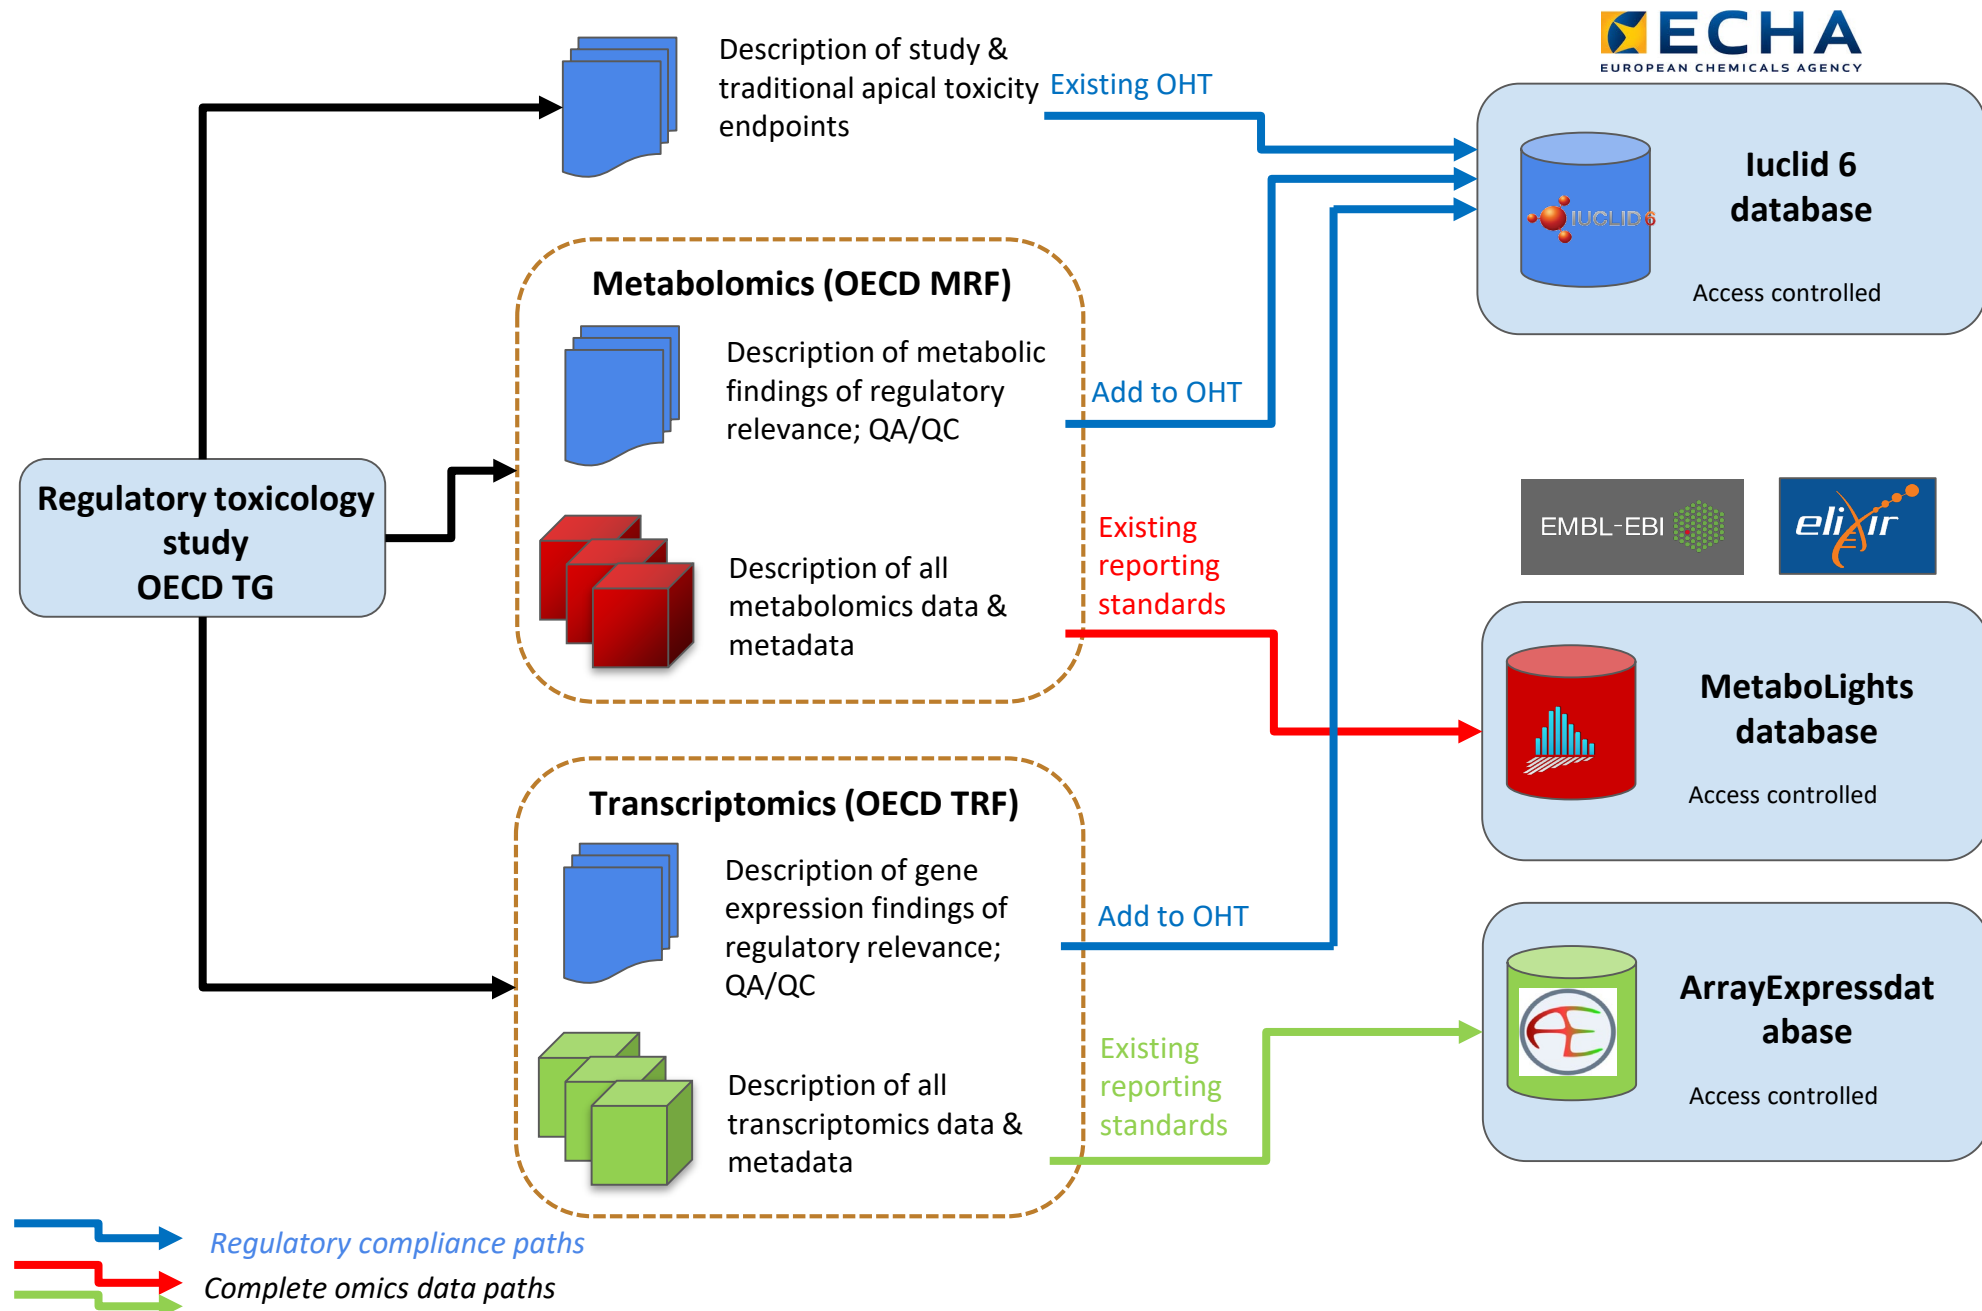 ECHA
EUROPEAN CHEMICALS AGENCY
Description of study &
traditional apical toxicity
endpoints
Existing OHT
Iuclid 6
database
IUCLID 6
Access controlled
Metabolomics (OECD MRF)
Description of metabolic
findings of regulatory
relevance; QA/QC
Add to OHT
Regulatory toxicology
study
OECD TG
Description of all
metabolomics data &
metadata
Existing
reporting
standards
EMBL-EBI
elixir
MetaboLights
database
Access controlled
Transcriptomics (OECD TRF)
Description of gene
expression findings of
regulatory relevance;
QA/QC
Add to OHT
ArrayExpressdat
abase
AE
Access controlled
Description of all
transcriptomics data &
metadata
Existing
reporting
standards
Regulatory compliance paths
Complete omics data paths